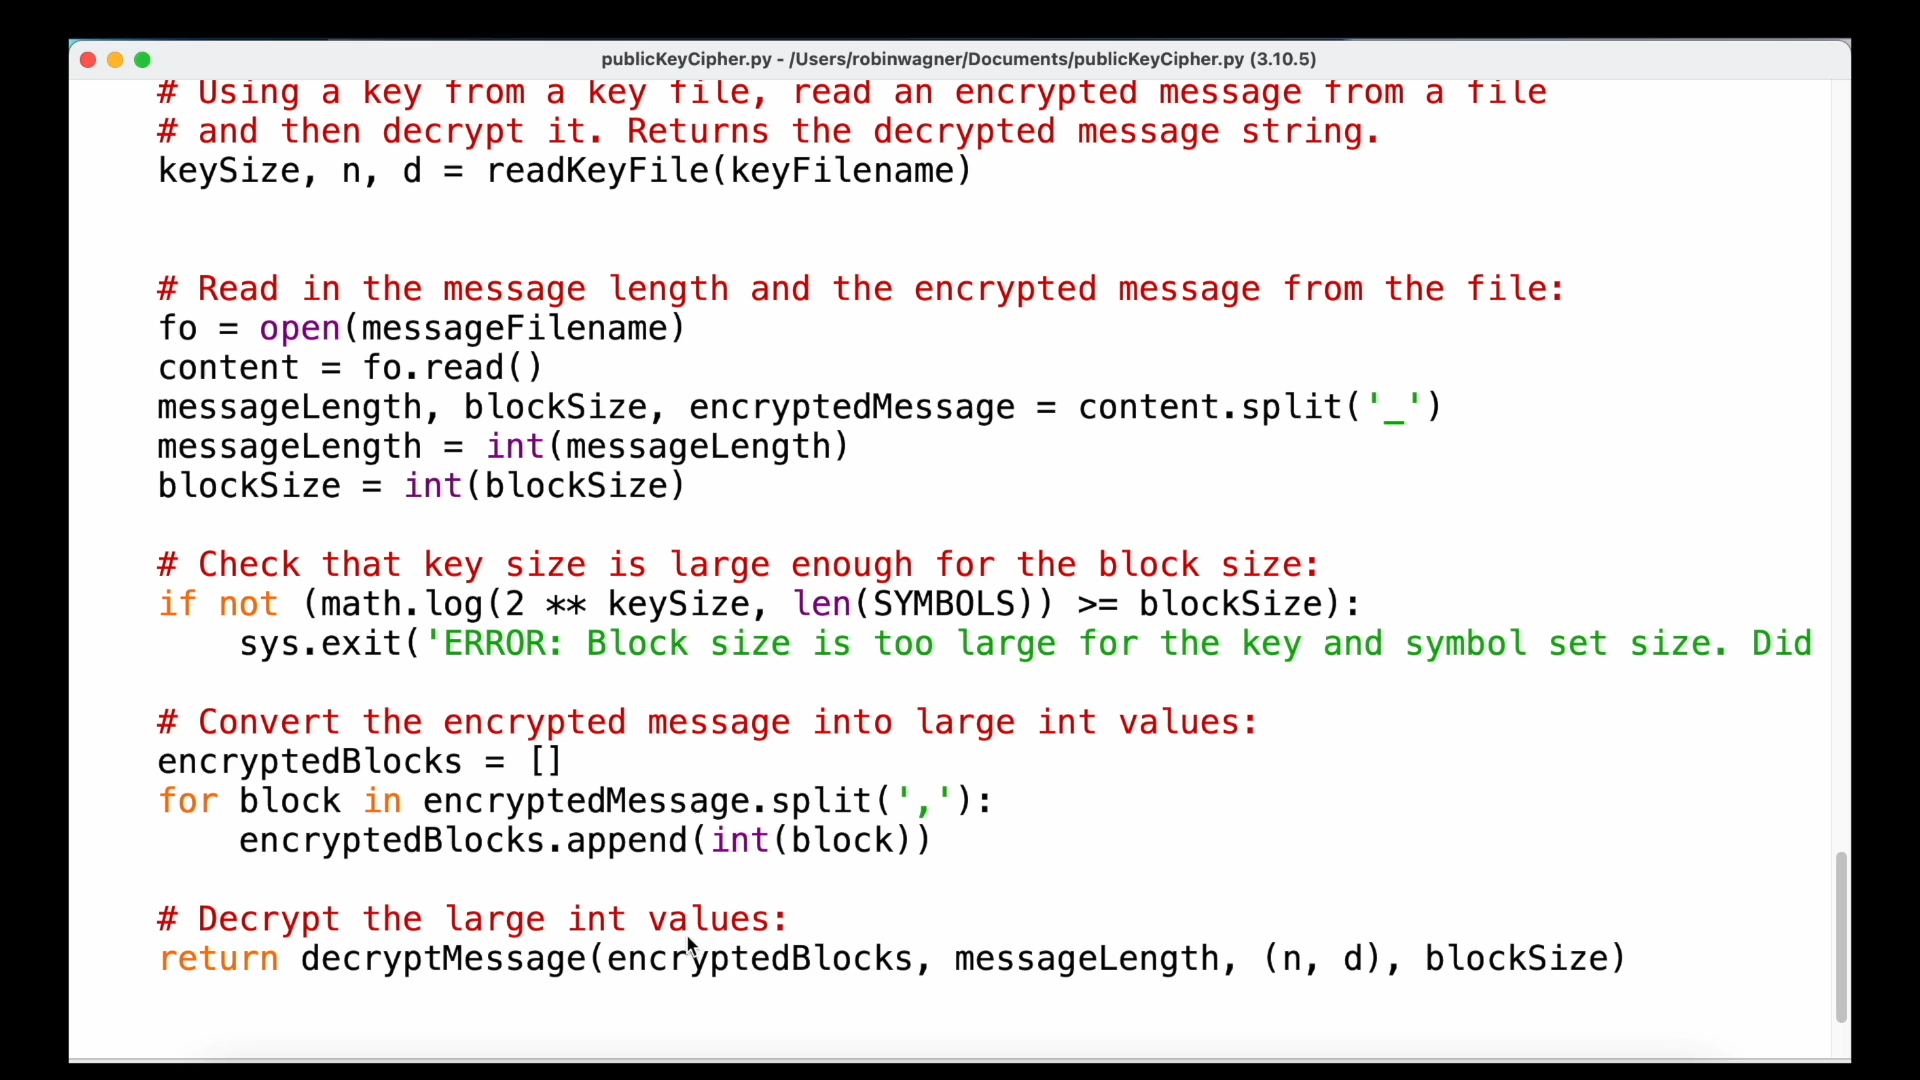 publicKeyCipher.py - /Users/robinwagner/Documents/publicKeyCipher.py (3.10.5)
# Using a key from a key file, read an encrypted message from a file
# and then decrypt it. Returns the decrypted message string.
keySize, n, d = readKeyFile(keyFilename)
# Read in the message length and the encrypted message from the file:
fo = open(messageFilename)
content = fo.read()
messageLength, blockSize, encryptedMessage = content.split('_')
messageLength = int(messageLength)
blockSize = int(blockSize)
# Check that key size is large enough for the block size:
if not (math.log(2 ** keySize, len(SYMBOLS)) >= blockSize):
    sys.exit('ERROR: Block size is too large for the key and symbol set size. Did
# Convert the encrypted message into large int values:
encryptedBlocks = []
for block in encryptedMessage.split(','):
    encryptedBlocks.append(int(block))
# Decrypt the large int values:
return decryptMessage(encryptedBlocks, messageLength, (n, d), blockSize)